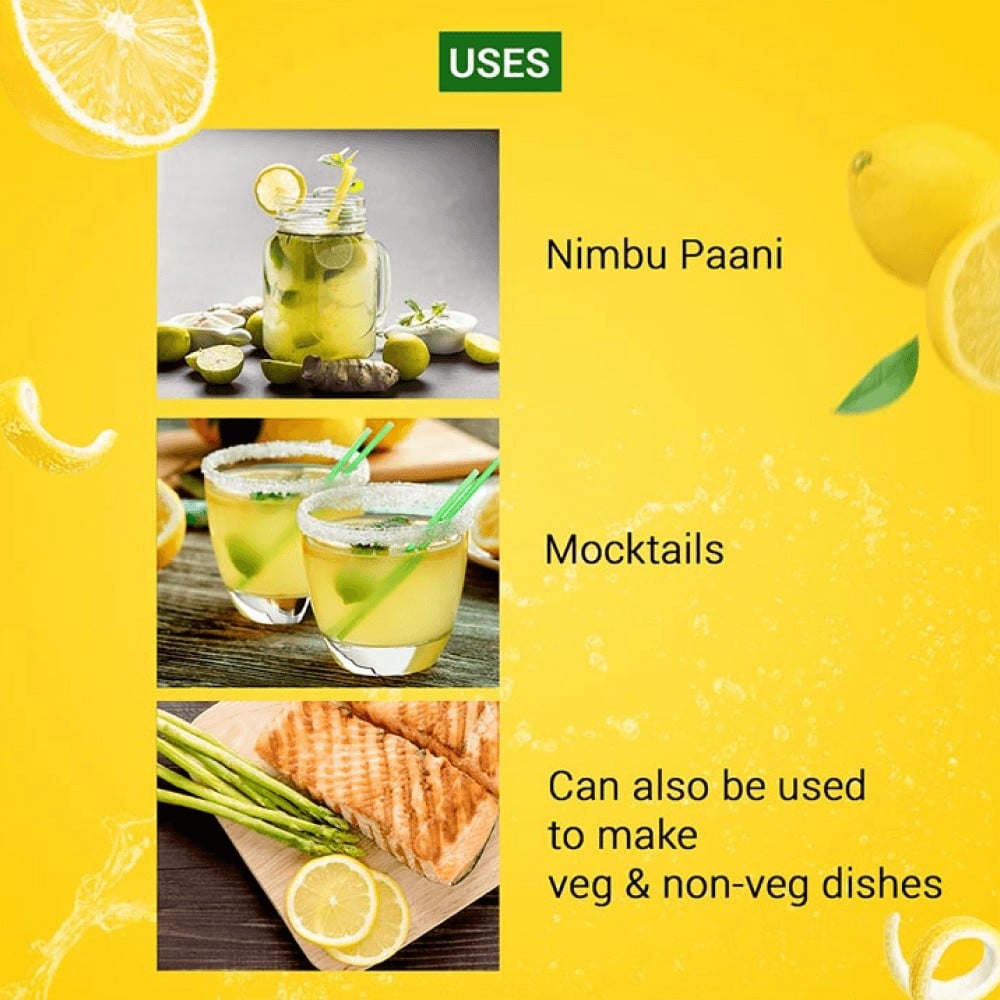 USES
Nimbu Paani
Mocktails
Can also be used
to make
veg & non-veg dishes